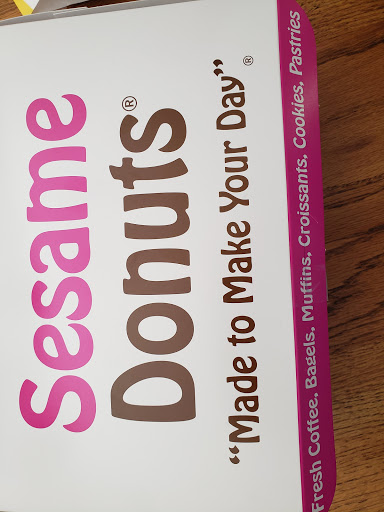 Sesame
Donuts®
“Made to Make Your Day”®
Fresh Coffee, Bagels, Muffins, Croissants, Cookies, Pastries